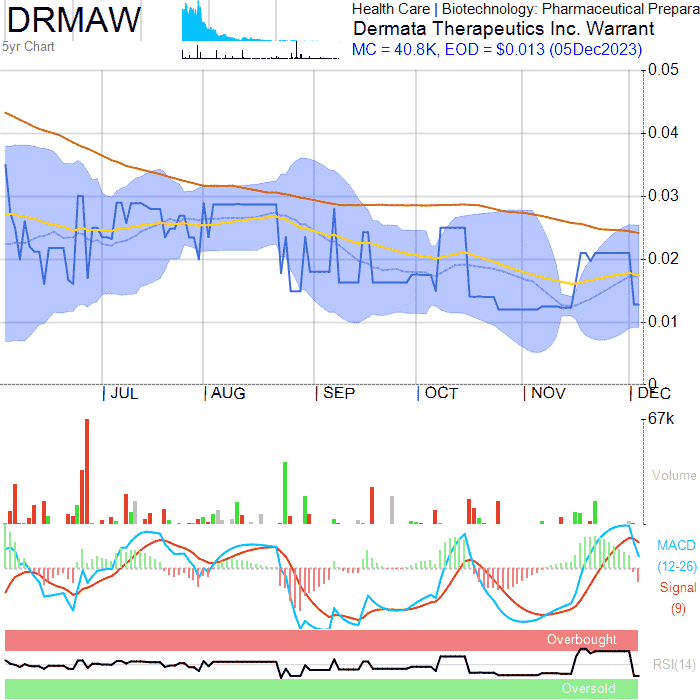 DRMAW
5yr Chart
Health Care | Biotechnology: Pharmaceutical Prepara
Dermata Therapeutics Inc. Warrant
MC = 40.8K, EOD = $0.013 (05Dec2023)
0.05
0.04
0.03
0.02
0.01
0
JUL AUG SEP OCT NOV DEC
67k
Volume
MACD
(12-26)
Signal
(9)
Overbought
RSI(14)
Oversold